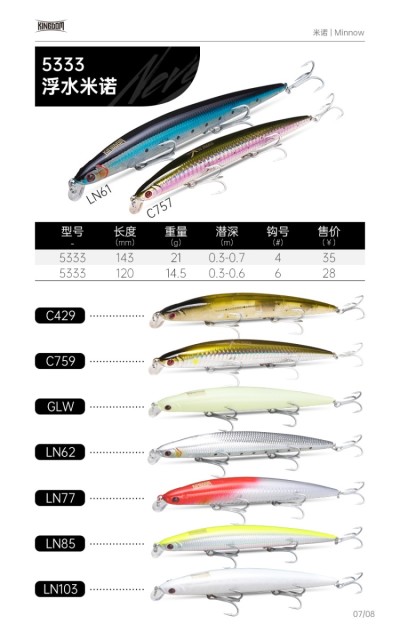 KINGDOM
米诺 | Minnow
5333
浮水米诺
LN61
C757
型号 长度 重量 潜深 钩号 售价
- (mm) (g) (m) (#) (￥)
5333 143 21 0.3-0.7 4 35
5333 120 14.5 0.3-0.6 6 28
C429
C759
GLW
LN62
LN77
LN85
LN103
07/08